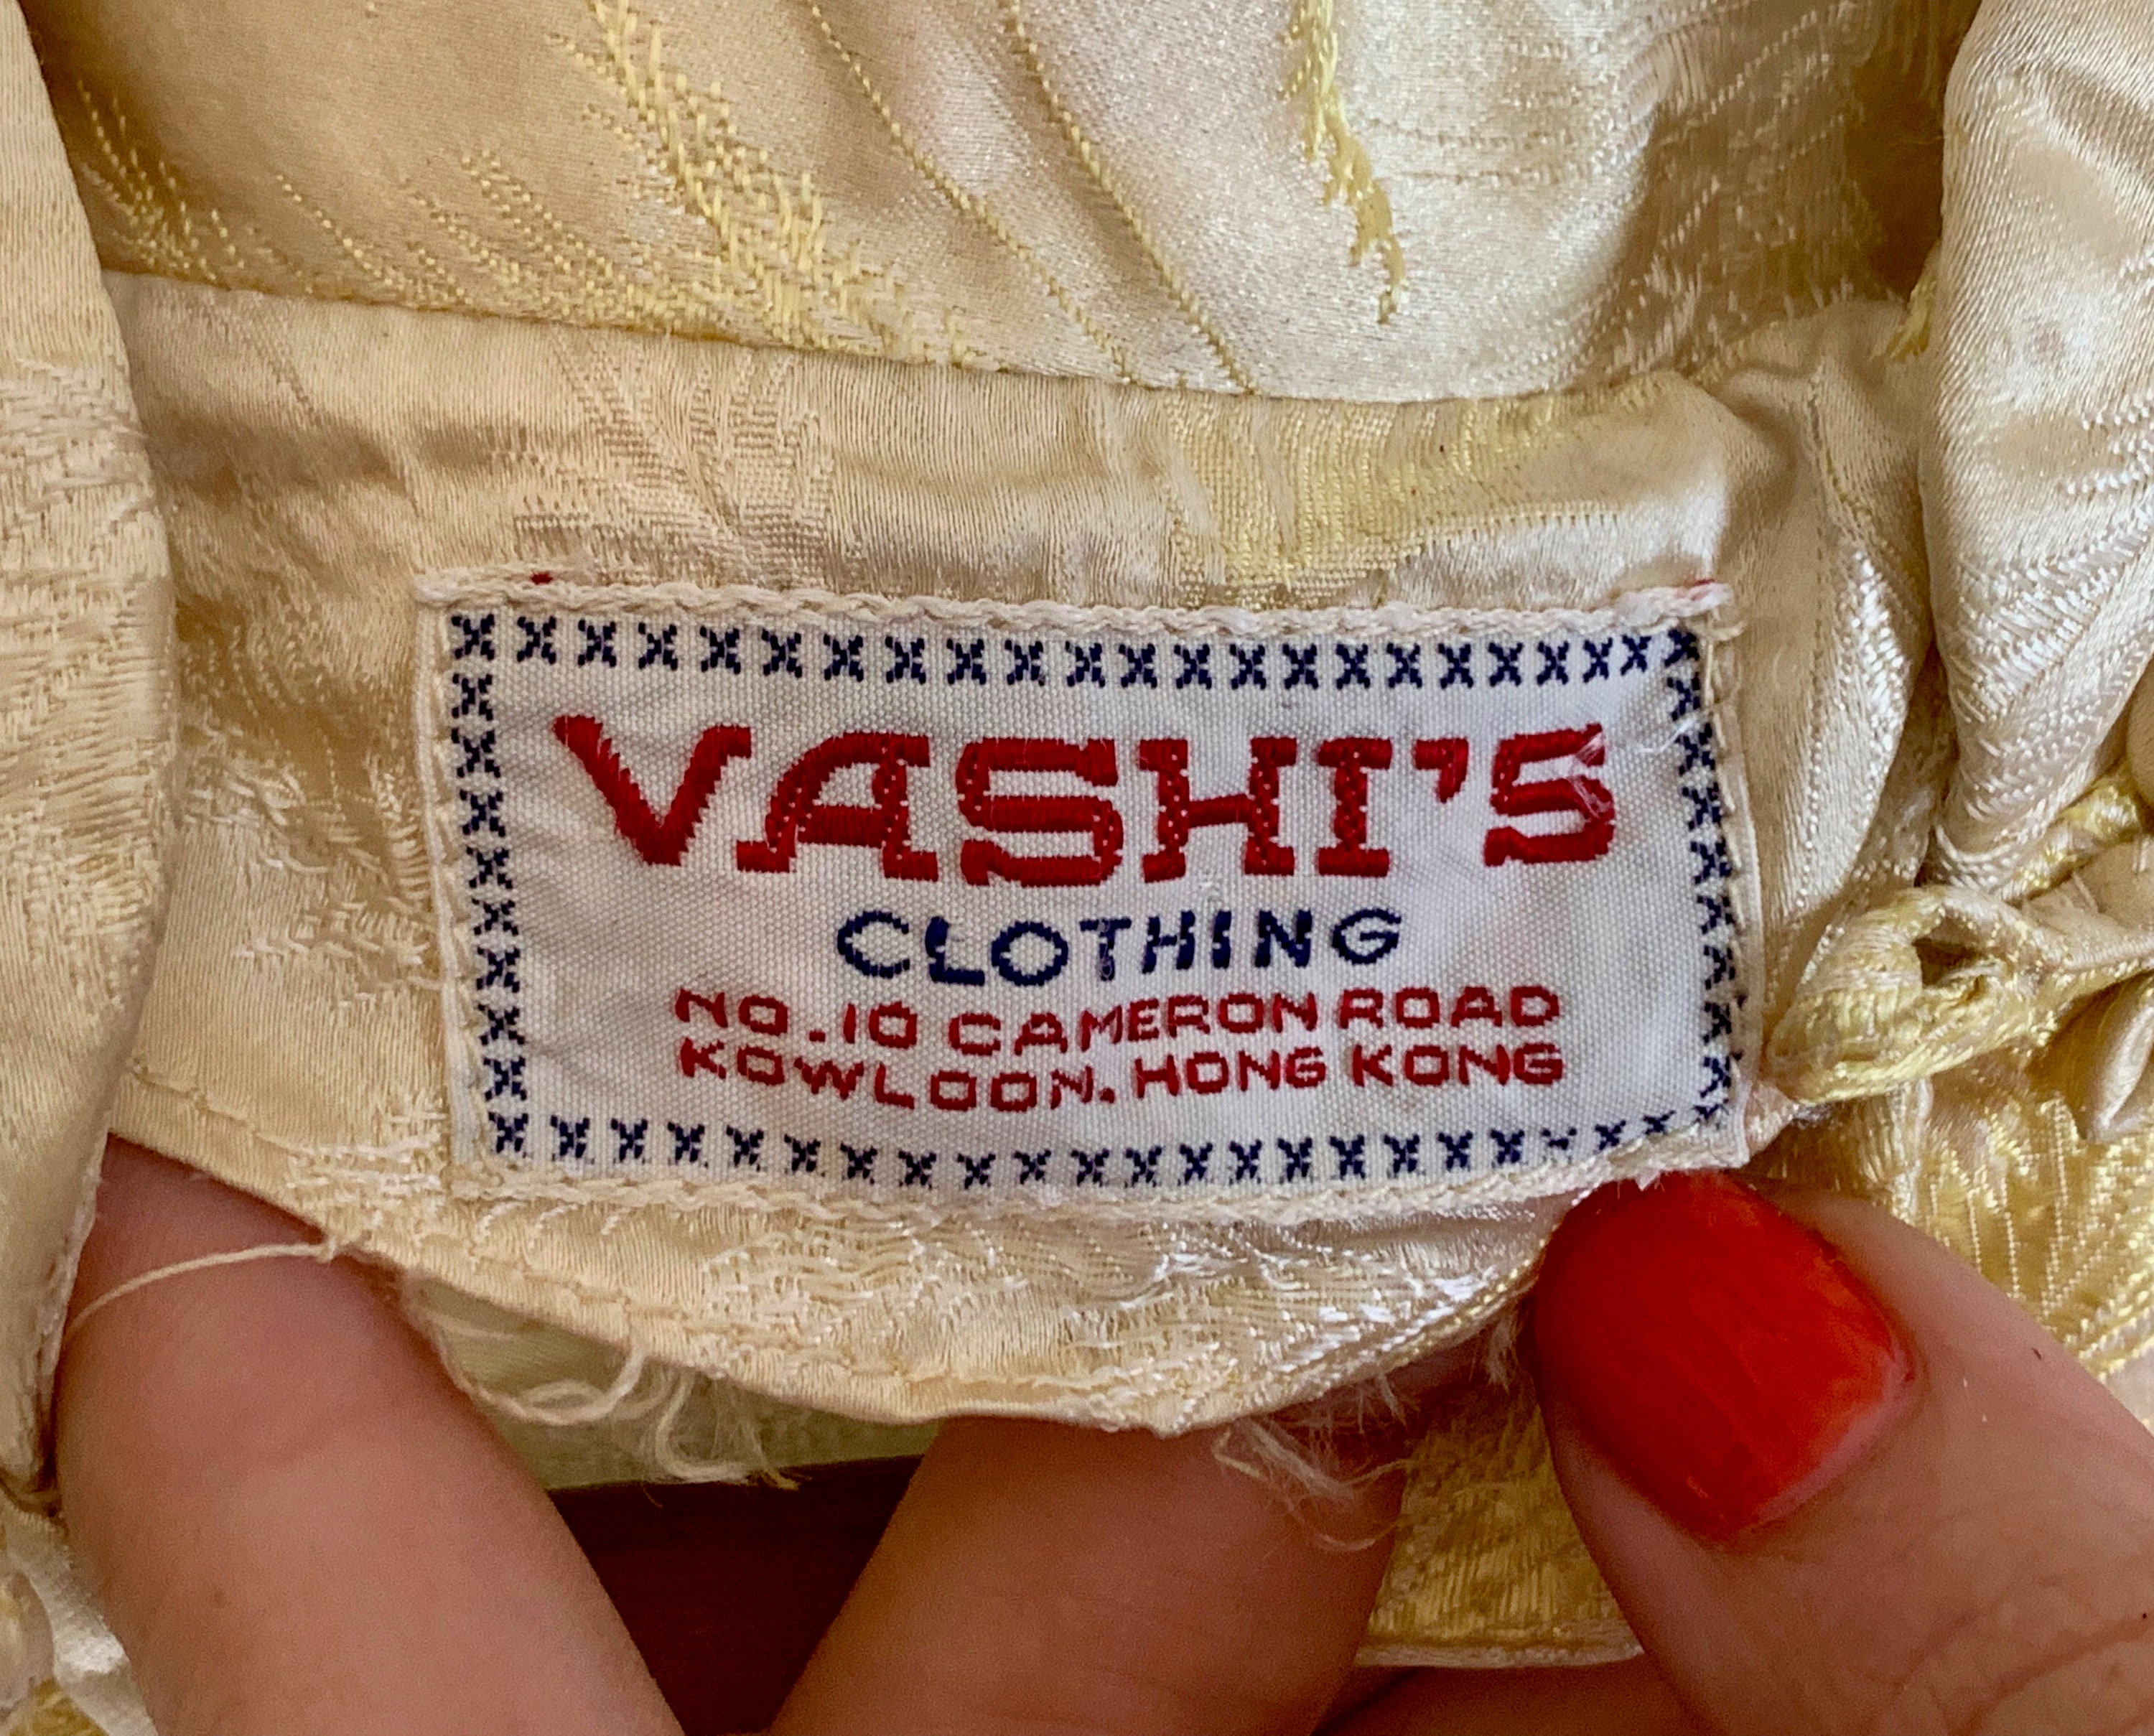 VASHI'S
CLOTHING
NO.10 CAMERON ROAD
KOWLOON. HONG KONG